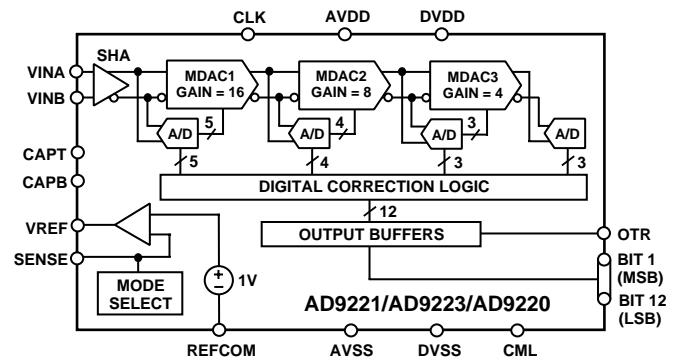 CLK AVDD DVDD
SHA
VINA
VINB
MDAC1
GAIN = 16
MDAC2
GAIN = 8
MDAC3
GAIN = 4
A/D
5
A/D
4
A/D
3
A/D
5
4
3
3
CAPT
CAPB
DIGITAL CORRECTION LOGIC
12
VREF
OUTPUT BUFFERS
OTR
SENSE
MODE
SELECT
1V
BIT 1
(MSB)
BIT 12
(LSB)
AD9221/AD9223/AD9220
REFCOM AVSS DVSS CML